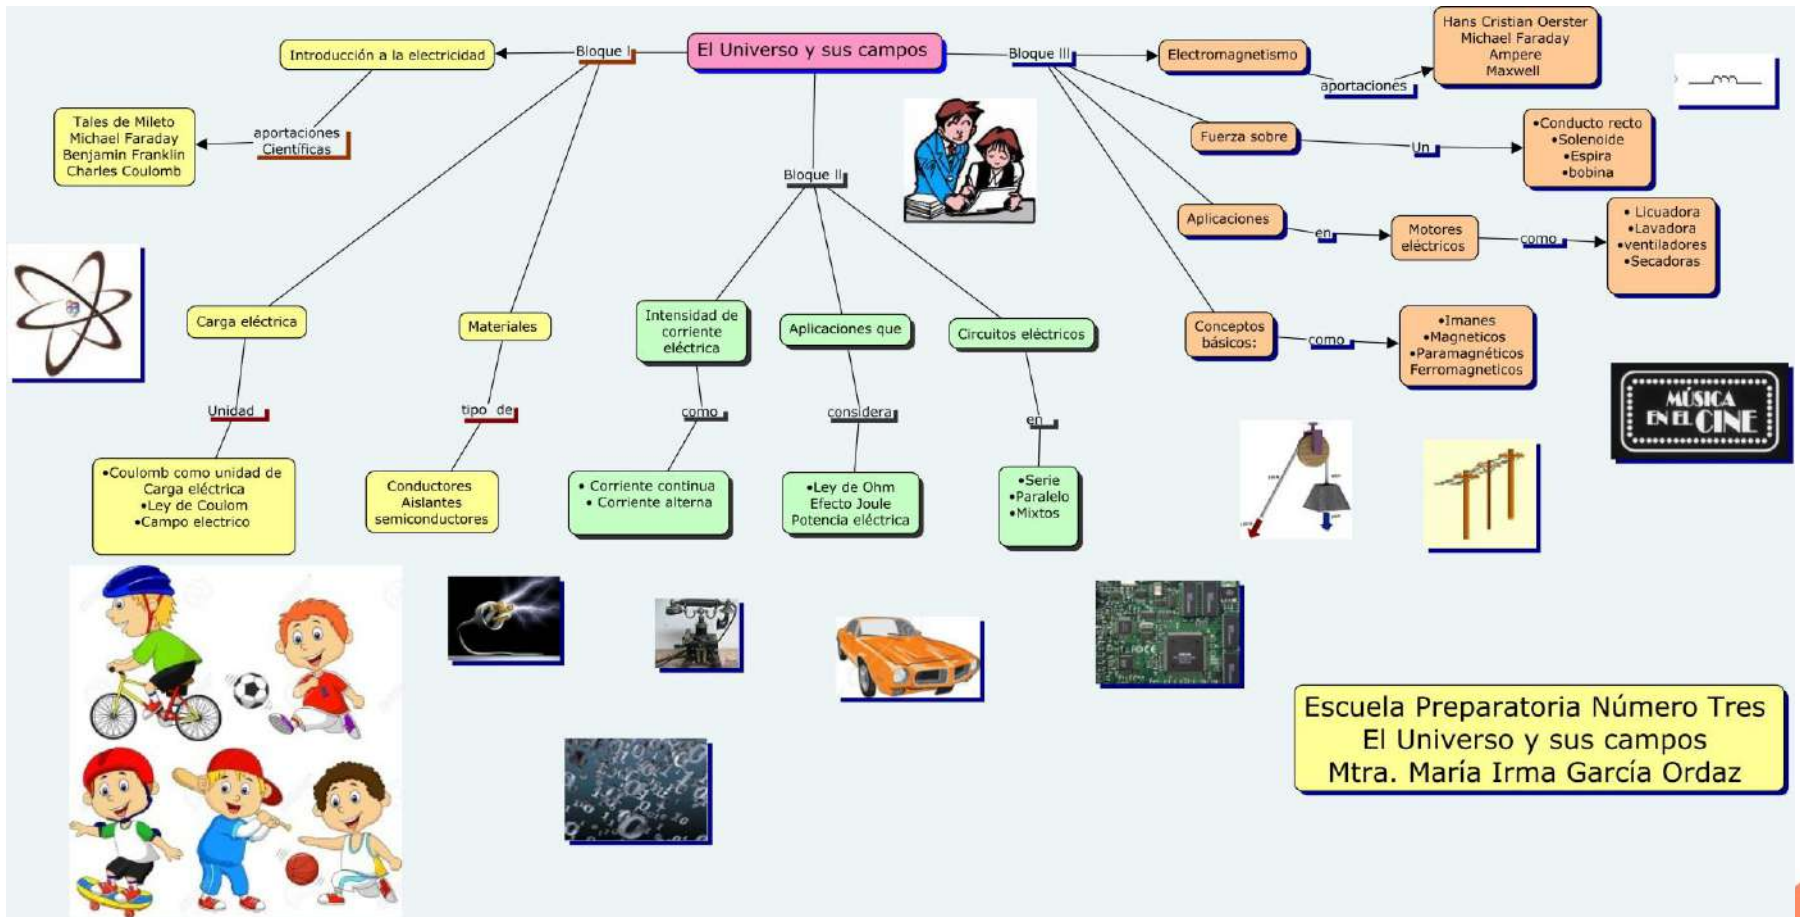 El Universo y sus campos
Bloque I
Introducción a la electricidad
aportaciones
Científicas
Tales de Mileto
Michael Faraday
Benjamin Franklin
Charles Coulomb
Carga eléctrica
Unidad
•Coulomb como unidad de
Carga eléctrica
•Ley de Coulom
•Campo electrico
Materiales
tipo de
Conductores
Aislantes
semiconductores
Bloque II
Intensidad de
corriente
eléctrica
como
• Corriente continua
• Corriente alterna
Aplicaciones que
considera
•Ley de Ohm
Efecto Joule
Potencia eléctrica
Circuitos eléctricos
en
•Serie
•Paralelo
•Mixtos
Bloque III
Electromagnetismo
aportaciones
Hans Cristian Oerster
Michael Faraday
Ampere
Maxwell
Fuerza sobre
Un
•Conducto recto
•Solenoide
•Espira
•bobina
Aplicaciones
en
Motores
eléctricos
como
• Licuadora
•Lavadora
•ventiladores
•Secadoras
Conceptos
básicos:
como
•Imanes
•Magneticos
•Paramagnéticos
Ferromagneticos
MÚSICA
EN EL CINE
Escuela Preparatoria Número Tres
El Universo y sus campos
Mtra. María Irma García Ordaz